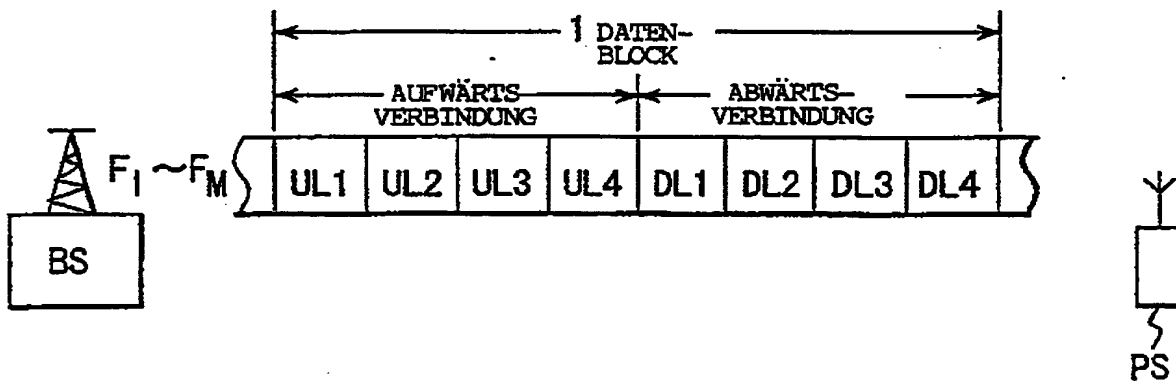 1 DATEN-
BLOCK
AUFWÄRTS
VERBINDUNG
ABWÄRTS-
VERBINDUNG
F1 ~ FM
UL1 UL2 UL3 UL4 DL1 DL2 DL3 DL4
BS
PS